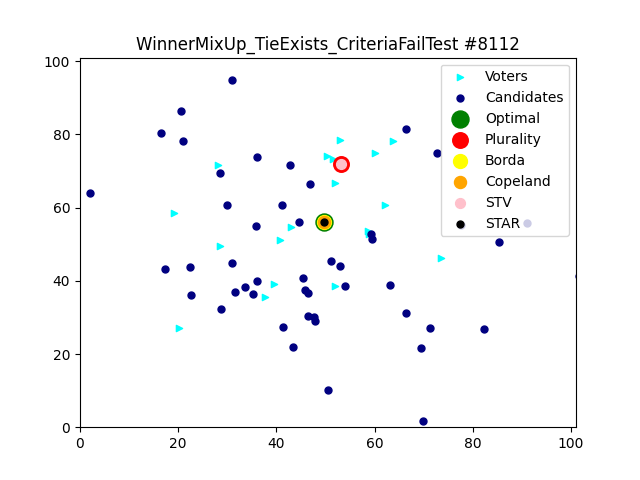 WinnerMixUp_TieExists_CriteriaFailTest #8112
100
80
60
40
20
0
0 20 40 60 80 100
Voters
Candidates
Optimal
Plurality
Borda
Copeland
STV
STAR